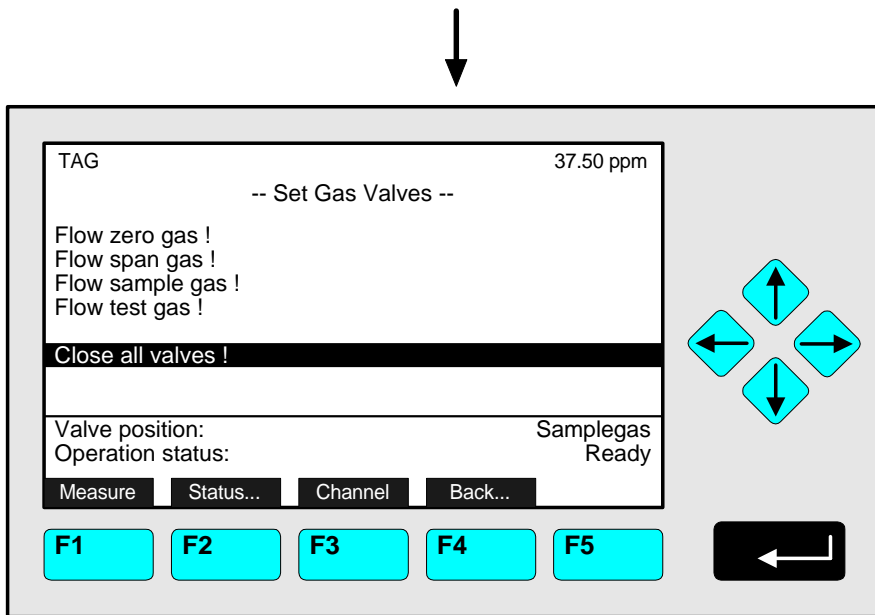 TAG 37.50 ppm
-- Set Gas Valves --
Flow zero gas !
Flow span gas !
Flow sample gas !
Flow test gas !
Close all valves !
Valve position: Samplegas
Operation status: Ready
Measure Status... Channel Back...
F1 F2 F3 F4 F5